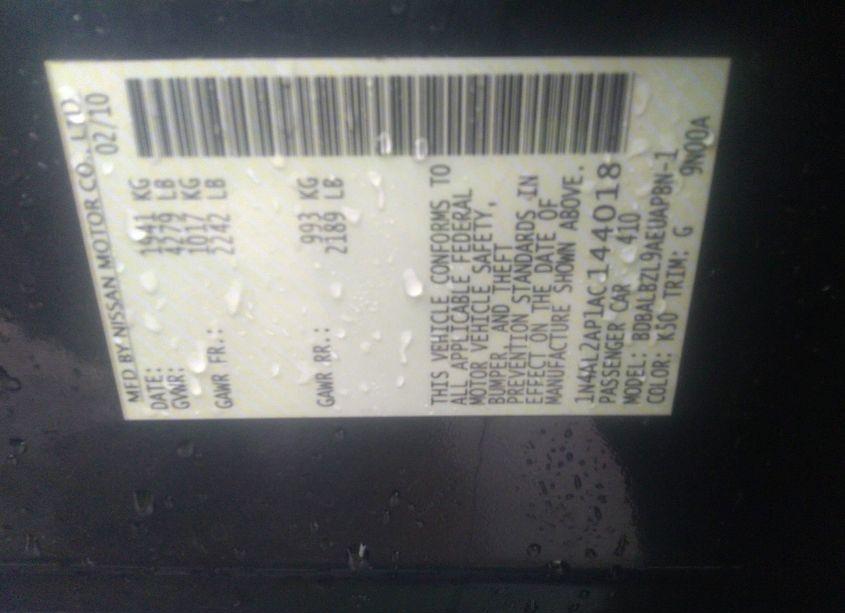 MFD BY NISSAN MOTOR CO., LTD
DATE: 02/10
GVWR: 1941 KG
4279 LB
GAWR FR.: 1017 KG
2242 LB
GAWR RR.: 993 KG
2189 LB
THIS VEHICLE CONFORMS TO
ALL APPLICABLE FEDERAL
MOTOR VEHICLE SAFETY,
BUMPER, AND THEFT
PREVENTION STANDARDS IN
EFFECT ON THE DATE OF
MANUFACTURE SHOWN ABOVE.
1N4AL2AP1AC144018
PASSENGER CAR 410
MODEL: BDBALBZL9AEUAPBN-1
COLOR: K50 TRIM: G 9N00A